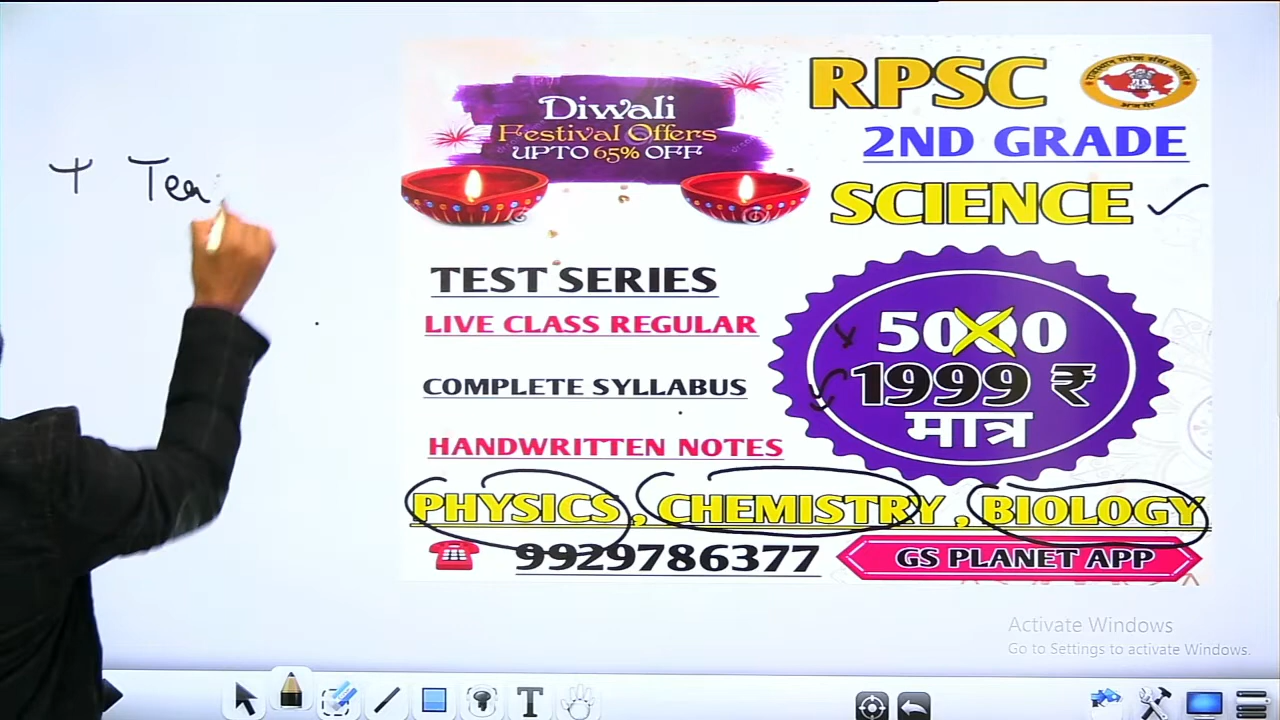 + Tea
Diwali
Festival Offers
UPTO 65% OFF
RPSC
2ND GRADE
SCIENCE
TEST SERIES
LIVE CLASS REGULAR
COMPLETE SYLLABUS
HANDWRITTEN NOTES
5000
1999 ₹
मात्र
PHYSICS, CHEMISTRY, BIOLOGY
9929786377
GS PLANET APP
Activate Windows
Go to Settings to activate Windows.
T